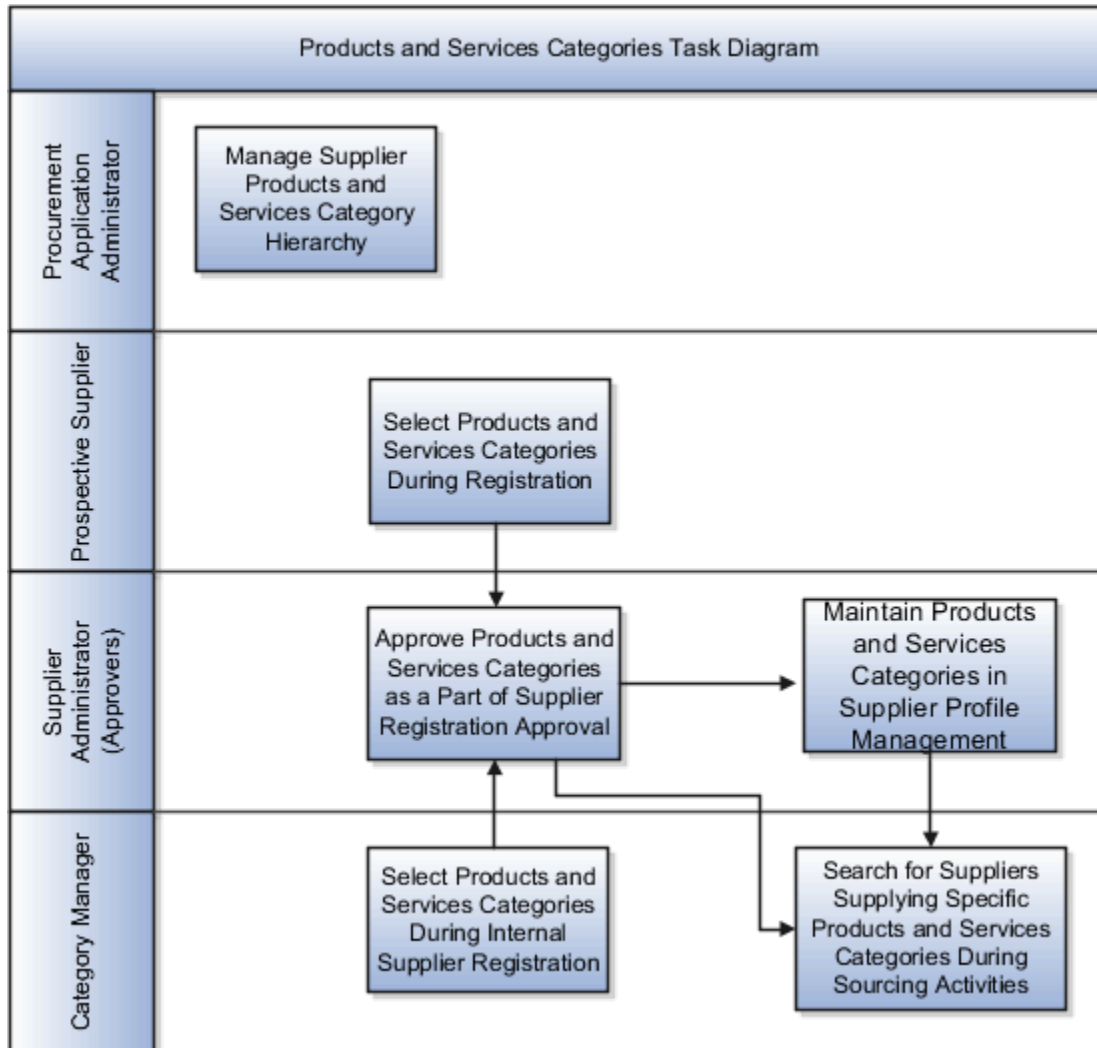 Products and Services Categories Task Diagram
Procurement
Application
Administrator
Manage Supplier
Products and
Services Category
Hierarchy
Prospective Supplier
Select Products and
Services Categories
During Registration
Supplier
Administrator
(Approvers)
Approve Products and
Services Categories
as a Part of Supplier
Registration Approval
Maintain Products
and Services
Categories in
Supplier Profile
Management
Category Manager
Select Products and
Services Categories
During Internal
Supplier Registration
Search for Suppliers
Supplying Specific
Products and Services
Categories During
Sourcing Activities